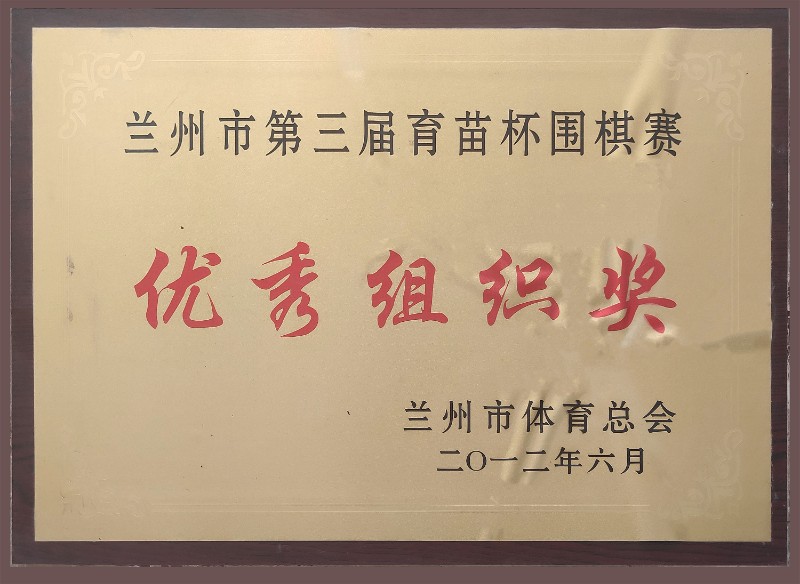 兰州市第三届育苗杯围棋赛
优秀组织奖
兰州市体育总会
二〇一二年六月